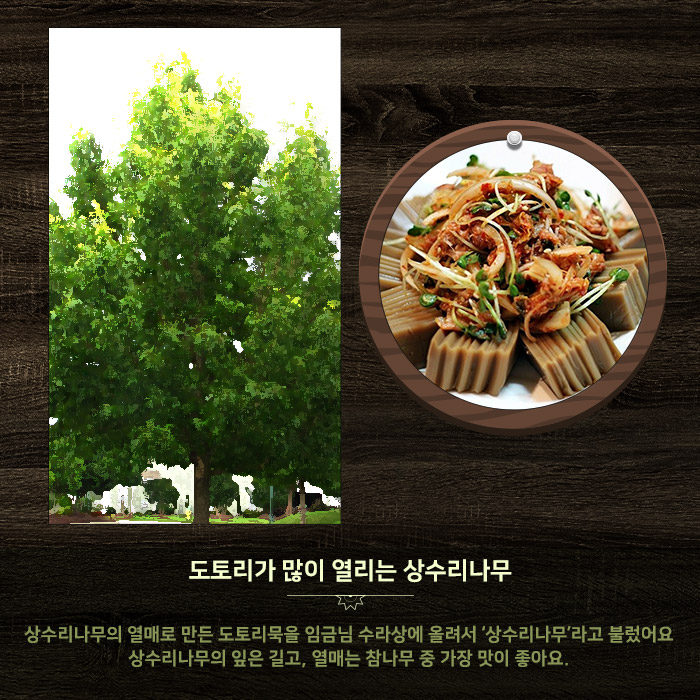 도토리가 많이 열리는 상수리나무
상수리나무의 열매로 만든 도토리묵을 임금님 수라상에 올려서 ‘상수리나무’라고 불렀어요
상수리나무의 잎은 길고, 열매는 참나무 중 가장 맛이 좋아요.